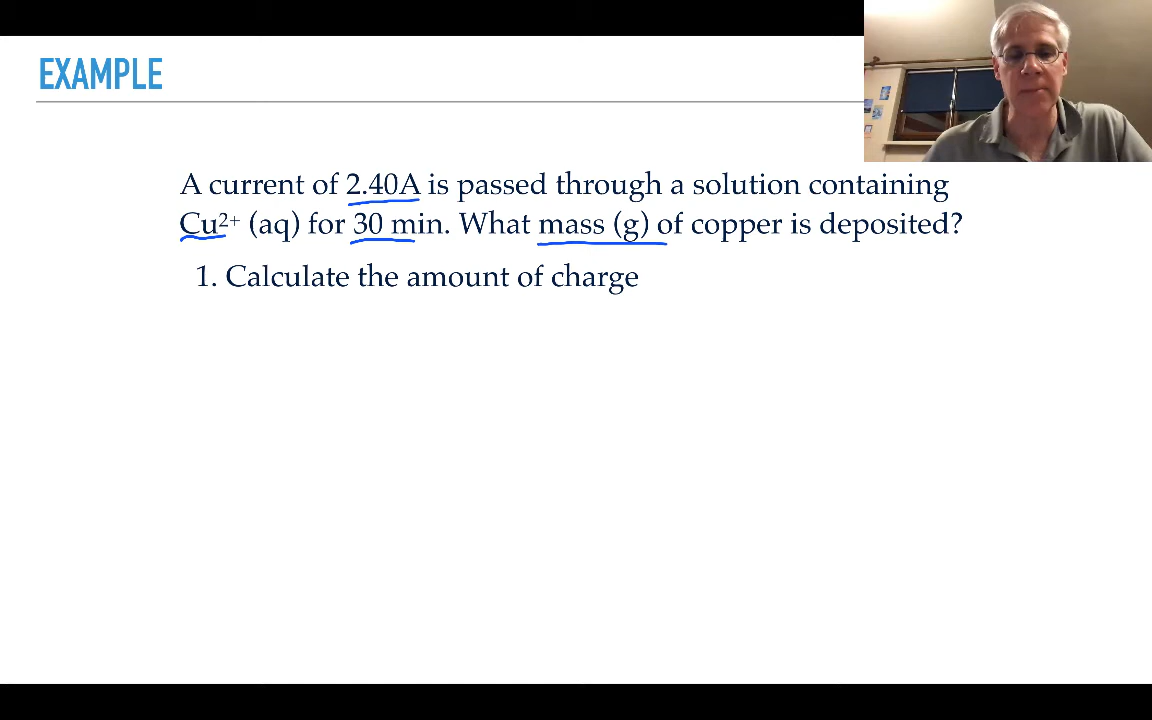 EXAMPLE
A current of 2.40A is passed through a solution containing
Cu²⁺ (aq) for 30 min. What mass (g) of copper is deposited?
1. Calculate the amount of charge